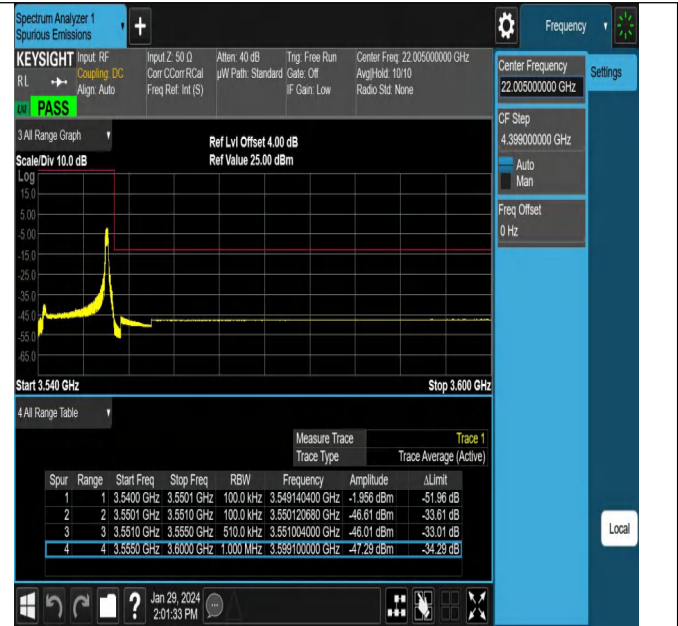 Spectrum Analyzer 1
Spurious Emissions
+
Frequency
KEYSIGHT
RL
Input: RF
Coupling: DC
Align: Auto
Input Z: 50 Ω
Corr CCorr RCal
Freq Ref: Int (S)
Atten: 40 dB
µW Path: Standard
Trig: Free Run
Gate: Off
IF Gain: Low
Center Freq: 22.005000000 GHz
Avg|Hold: 10/10
Radio Std: None
PASS
3 All Range Graph
Scale/Div 10.0 dB
Ref Lvl Offset 4.00 dB
Ref Value 25.00 dBm
Log
15.0
5.00
-5.00
-15.0
-25.0
-35.0
-45.0
-55.0
-65.0
Start 3.540 GHz
Stop 3.600 GHz
4 All Range Table
Measure Trace Trace 1
Trace Type Trace Average (Active)
Spur Range Start Freq Stop Freq RBW Frequency Amplitude ΔLimit
1 1 3.5400 GHz 3.5501 GHz 100.0 kHz 3.549140400 GHz -1.956 dBm -51.96 dB
2 2 3.5501 GHz 3.5510 GHz 100.0 kHz 3.550120680 GHz -46.61 dBm -33.61 dB
3 3 3.5510 GHz 3.5550 GHz 510.0 kHz 3.551004000 GHz -46.01 dBm -33.01 dB
4 4 3.5550 GHz 3.6000 GHz 1.000 MHz 3.599100000 GHz -47.29 dBm -34.29 dB
Center Frequency
22.005000000 GHz
Settings
CF Step
4.399000000 GHz
Auto
Man
Freq Offset
0 Hz
Local
?
Jan 29, 2024
2:01:33 PM